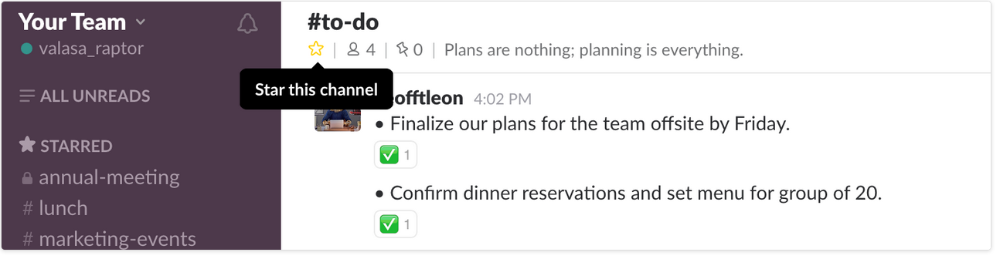 Your Team
valasa_raptor
ALL UNREADS
STARRED
annual-meeting
# lunch
# marketing-events
#to-do
4 | 0 | Plans are nothing; planning is everything.
Star this channel
4:02 PM
• Finalize our plans for the team offsite by Friday.
1
• Confirm dinner reservations and set menu for group of 20.
1